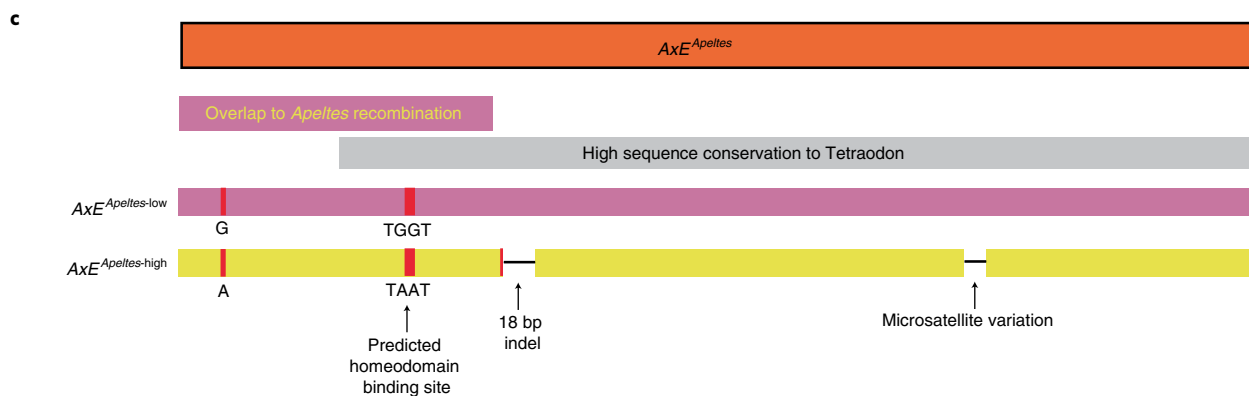 c
AxE^Apeltes
Overlap to Apeltes recombination
High sequence conservation to Tetraodon
AxE^Apeltes-low
G
TGGT
AxE^Apeltes-high
A
TAAT
Predicted
homeodomain
binding site
18 bp
indel
Microsatellite variation